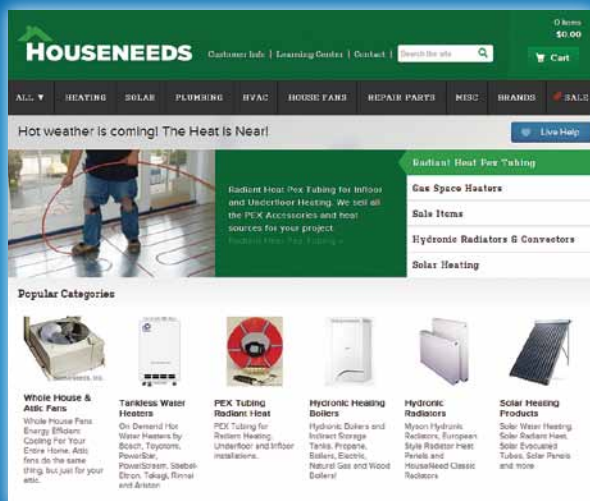 HOUSENEEDS
Customer Info | Learning Center | Contact | Search the site
0 Items
$0.00
Cart
ALL ▼ HEATING SOLAR PLUMBING HVAC HOUSE FANS REPAIR PARTS MISC BRANDS SALE
Hot weather is coming! The Heat is Near!
Live Help
Radiant Heat Pex Tubing for Infloor
and Underfloor Heating. We sell all
the PEX Accessories and heat
sources for your project.
Radiant Heat Pex Tubing »
Radiant Heat Pex Tubing
Gas Space Heaters
Sale Items
Hydronic Radiators & Convectors
Solar Heating
Popular Categories
Whole House &
Attic Fans
Whole House Fans
Energy Efficient
Cooling For Your
Entire Home. Attic
fans do the same
thing, but just for your
attic.
Tankless Water
Heaters
On Demand Hot
Water Heaters by
Bosch, Toyotomi,
PowerStar,
PowerStream, Stiebel-
Eltron, Takagi, Rinnai
and Ariston
PEX Tubing
Radiant Heat
PEX Tubing for
Radiant Heating,
Underfloor and Infloor
installations.
Hydronic Heating
Boilers
Hydronic Boilers and
Indirect Storage
Tanks. Propane,
Boilers, Electric,
Natural Gas and Wood
Boilers!
Hydronic
Radiators
Myson Hydronic
Radiators, European
Style Radiator Heat
Panels and
HouseNeed Classic
Radiators
Solar Heating
Products
Solar Water Heating,
Solar Radiant Heat,
Solar Evacuated
Tubes, Solar Panels
and more